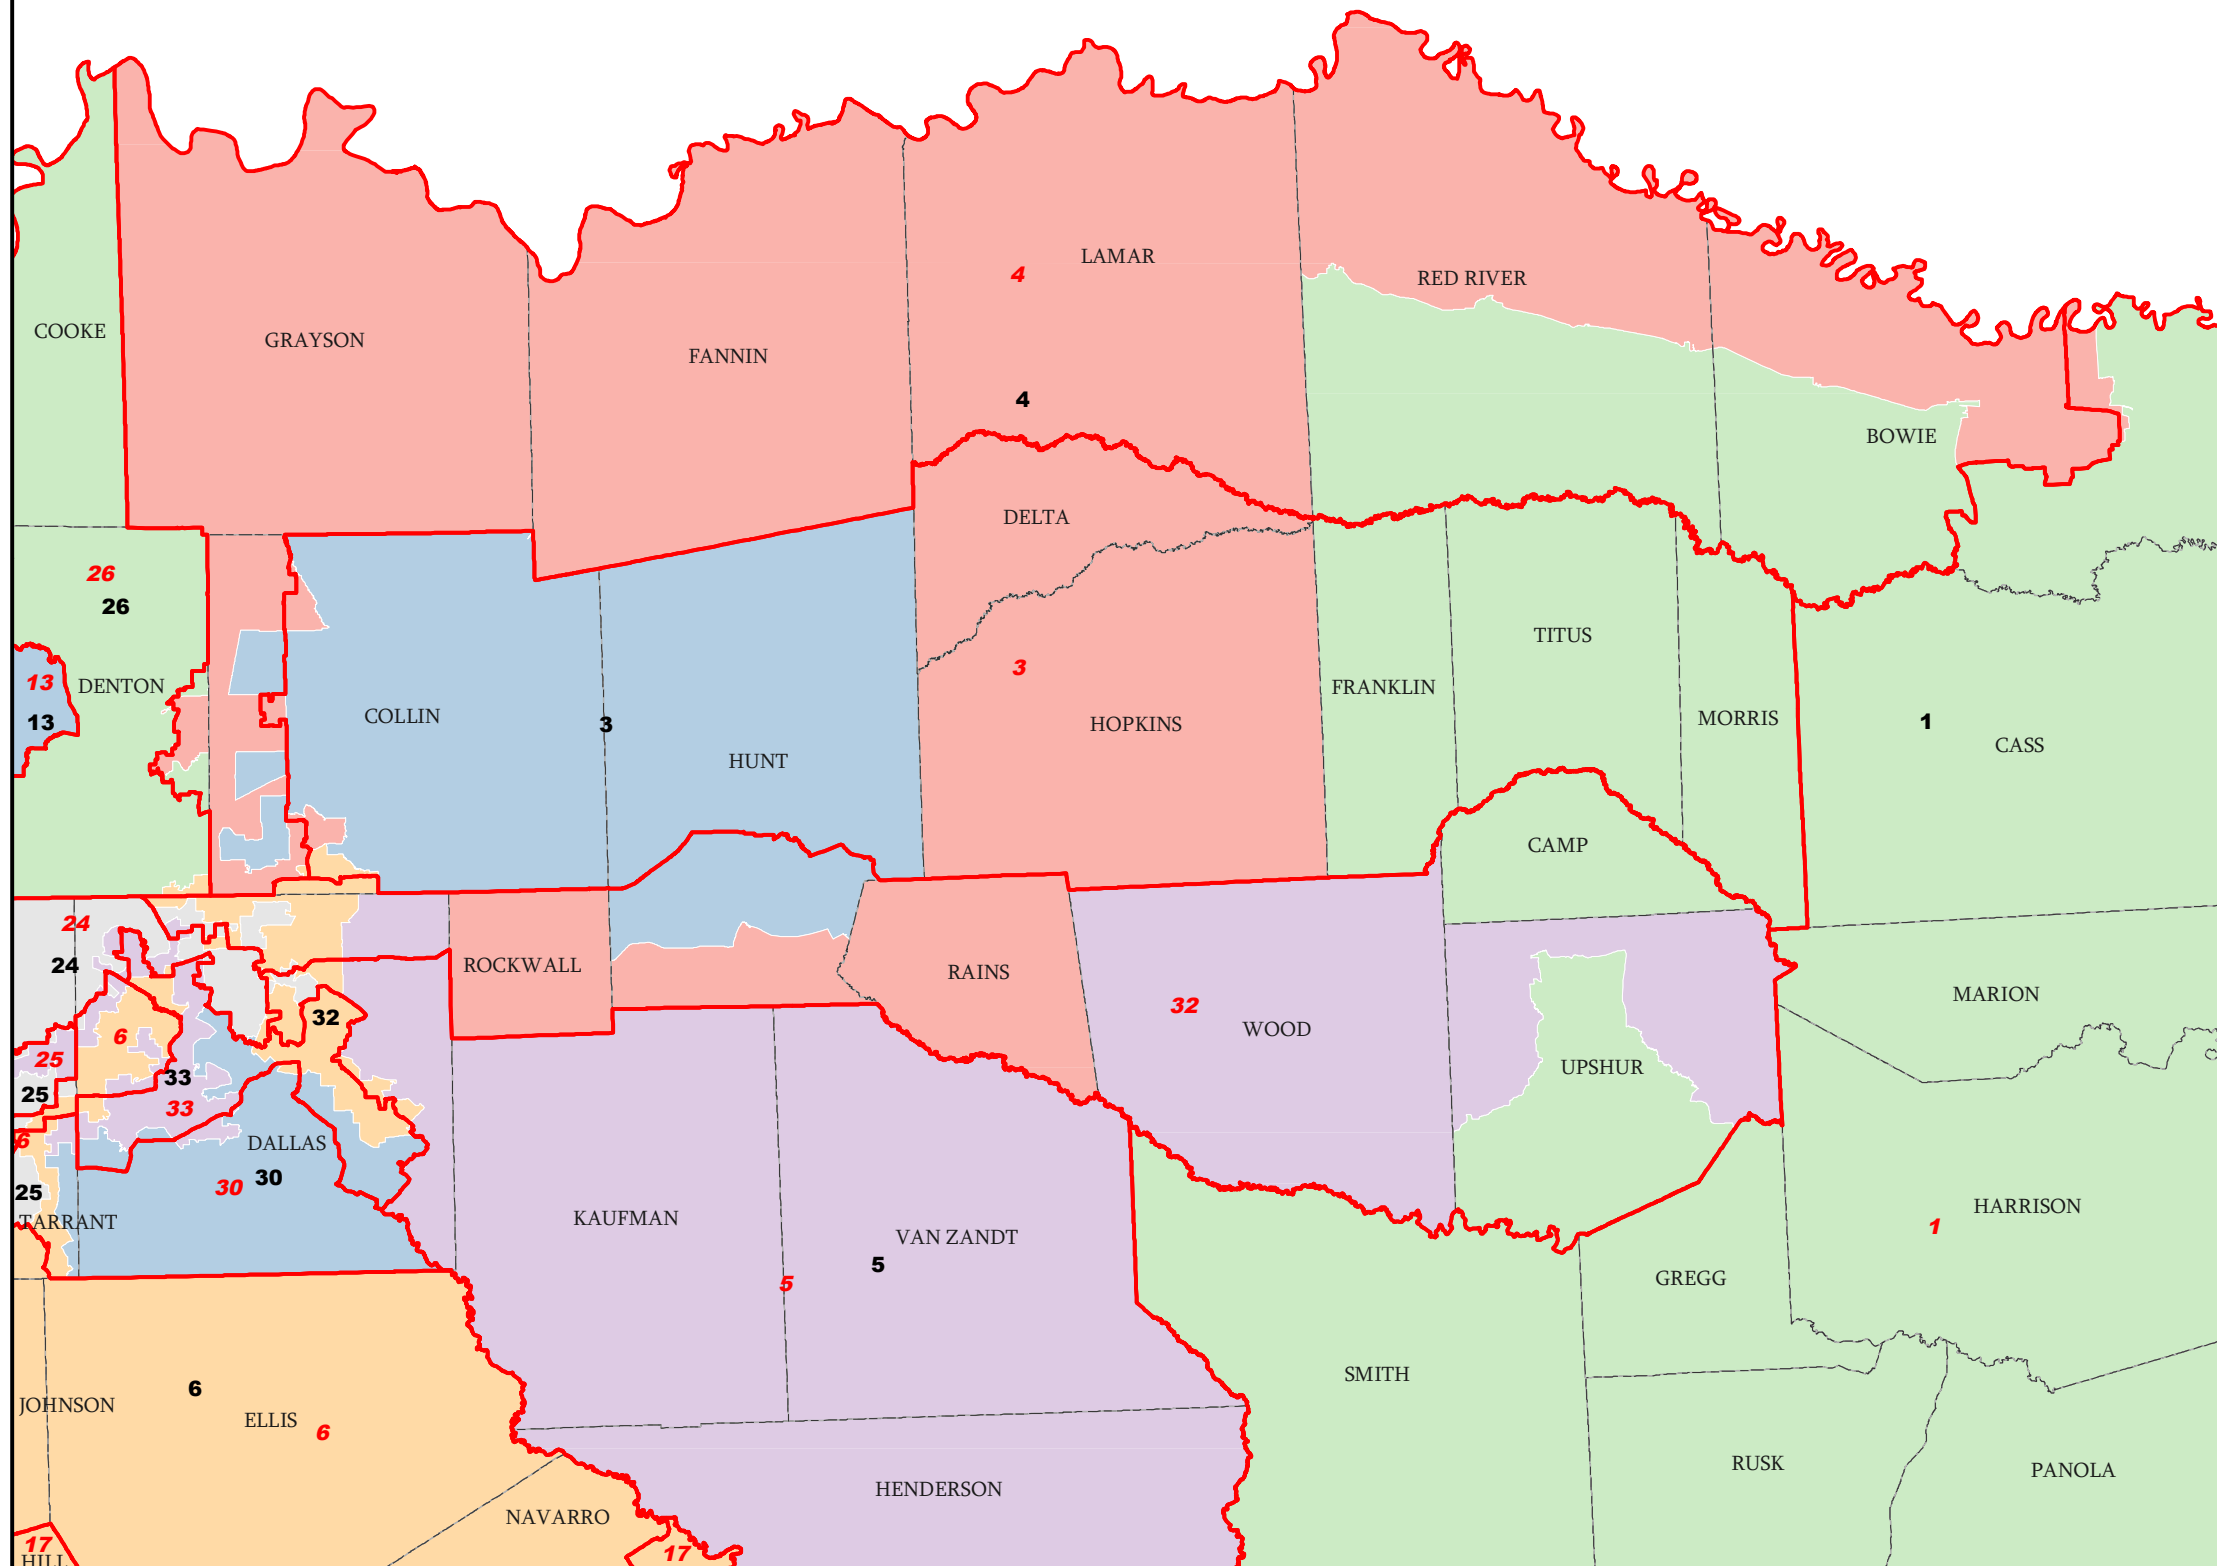 LAMAR
4
RED RIVER
COOKE
GRAYSON
FANNIN
4
BOWIE
DELTA
26
26
TITUS
3
13
DENTON
FRANKLIN
13
COLLIN
3
HOPKINS
MORRIS
1
HUNT
CASS
CAMP
24
24
ROCKWALL
RAINS
MARION
32
32
WOOD
6
25
33
UPSHUR
25
33
6
DALLAS
30
30
25
TARRANT
KAUFMAN
VAN ZANDT
HARRISON
1
5
5
GREGG
SMITH
6
JOHNSON
ELLIS
6
RUSK
PANOLA
HENDERSON
NAVARRO
17
17
HILL